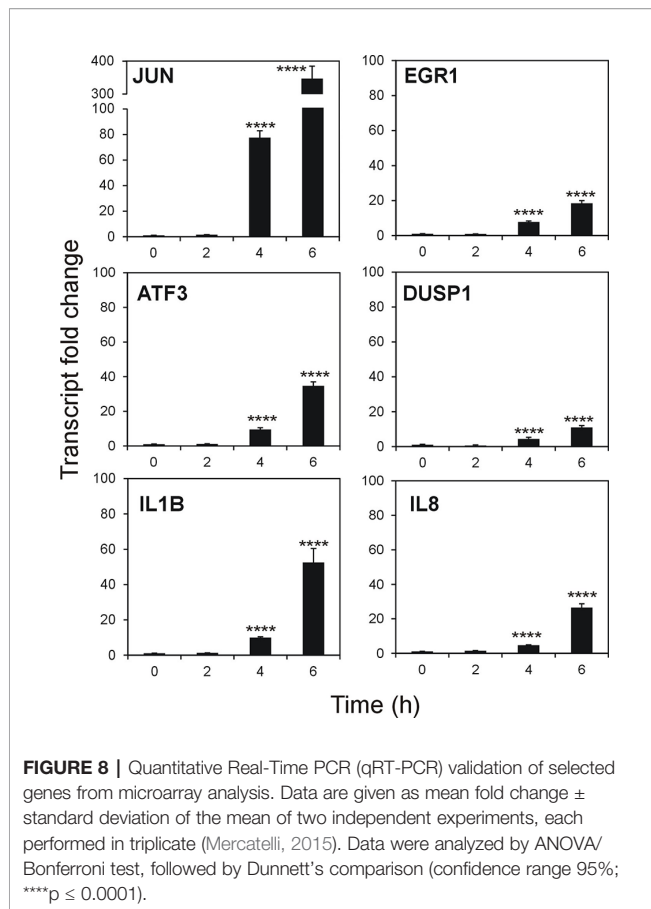 400
300
100
80
60
40
20
0
JUN
****
****
0 2 4 6
100
80
60
40
20
0
EGR1
****
****
0 2 4 6
Transcript fold change
100
80
60
40
20
0
ATF3
****
****
0 2 4 6
100
80
60
40
20
0
DUSP1
****
****
0 2 4 6
100
80
60
40
20
0
IL1B
****
****
0 2 4 6
100
80
60
40
20
0
IL8
****
****
0 2 4 6
Time (h)
FIGURE 8 | Quantitative Real-Time PCR (qRT-PCR) validation of selected
genes from microarray analysis. Data are given as mean fold change ±
standard deviation of the mean of two independent experiments, each
performed in triplicate (Mercatelli, 2015). Data were analyzed by ANOVA/
Bonferroni test, followed by Dunnett's comparison (confidence range 95%;
****p ≤ 0.0001).